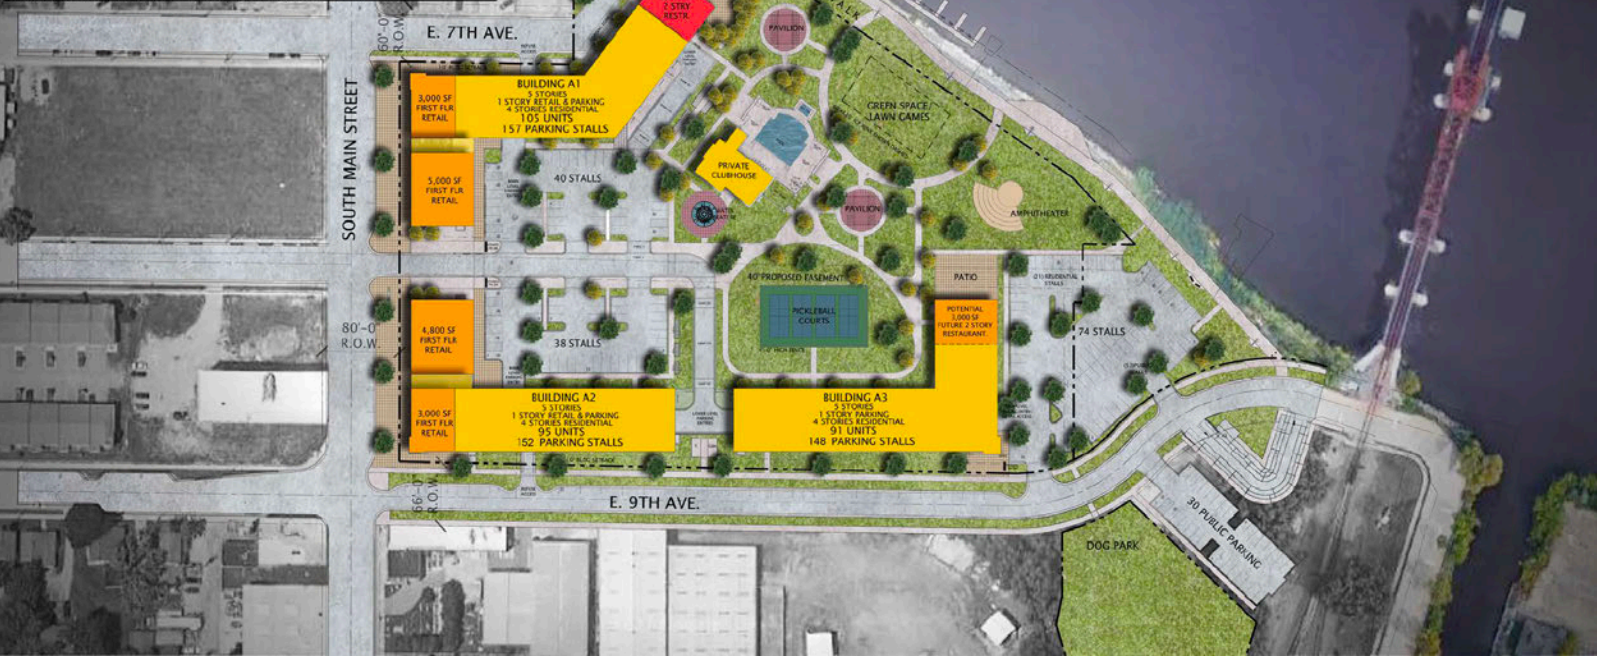 2 STRY
RESTR.
E. 7TH AVE.
60'-0"
R.O.W.
SOUTH MAIN STREET
3,000 SF
FIRST FLR
RETAIL
BUILDING A1
5 STORIES
1 STORY RETAIL & PARKING
4 STORIES RESIDENTIAL
105 UNITS
157 PARKING STALLS
PAVILION
GREEN SPACE/
LAWN GAMES
5,000 SF
FIRST FLR
RETAIL
40 STALLS
PRIVATE
CLUBHOUSE
PAVILION
AMPHITHEATER
40' PROPOSED EASEMENT
PATIO
PICKLEBALL
COURTS
POTENTIAL
3,000 SF
FUTURE 2 STORY
RESTAURANT
74 STALLS
80'-0"
R.O.W.
4,800 SF
FIRST FLR
RETAIL
38 STALLS
3,000 SF
FIRST FLR
RETAIL
BUILDING A2
5 STORIES
1 STORY RETAIL & PARKING
4 STORIES RESIDENTIAL
95 UNITS
152 PARKING STALLS
BUILDING A3
5 STORIES
1 STORY PARKING
4 STORIES RESIDENTIAL
91 UNITS
148 PARKING STALLS
66'-0"
R.O.W.
E. 9TH AVE.
30 PUBLIC PARKING
DOG PARK